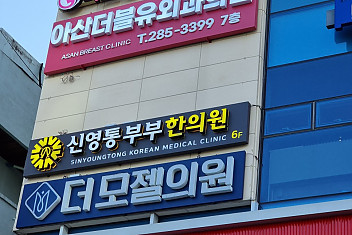 아산더블유외과의원
ASAN BREAST CLINIC T.285-3399 7층
신영통부부한의원 6F
SINYOUNGTONG KOREAN MEDICAL CLINIC
더모젤의원